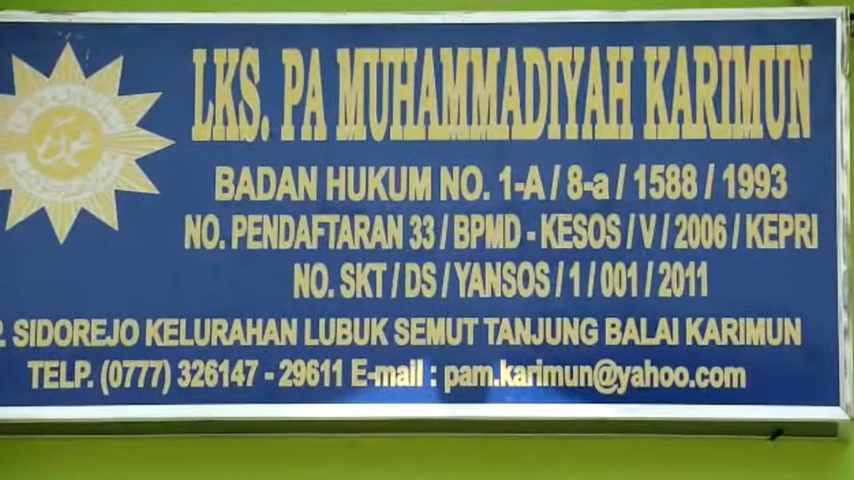 LKS. PA MUHAMMADIYAH KARIMUN
BADAN HUKUM NO. 1-A / 8-a / 1588 / 1993
NO. PENDAFTARAN 33 / BPMD - KESOS / V / 2006 / KEPRI
NO. SKT / DS / YANSOS / 1 / 001 / 2011
SIDOREJO KELURAHAN LUBUK SEMUT TANJUNG BALAI KARIMUN
TELP. (0777) 326147 - 29611 E-mail : pam_karimun@yahoo.com